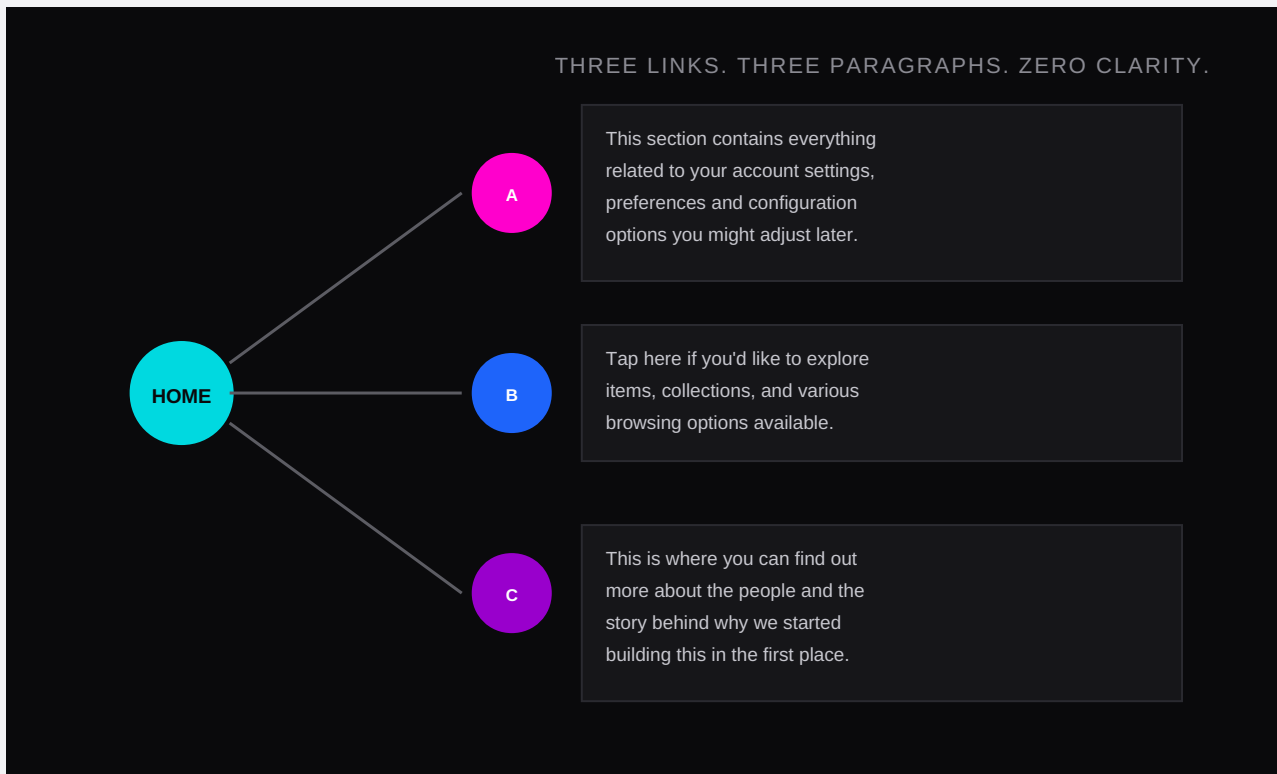 THREE LINKS. THREE PARAGRAPHS. ZERO CLARITY.
HOME
A
This section contains everything
related to your account settings,
preferences and configuration
options you might adjust later.
B
Tap here if you'd like to explore
items, collections, and various
browsing options available.
C
This is where you can find out
more about the people and the
story behind why we started
building this in the first place.